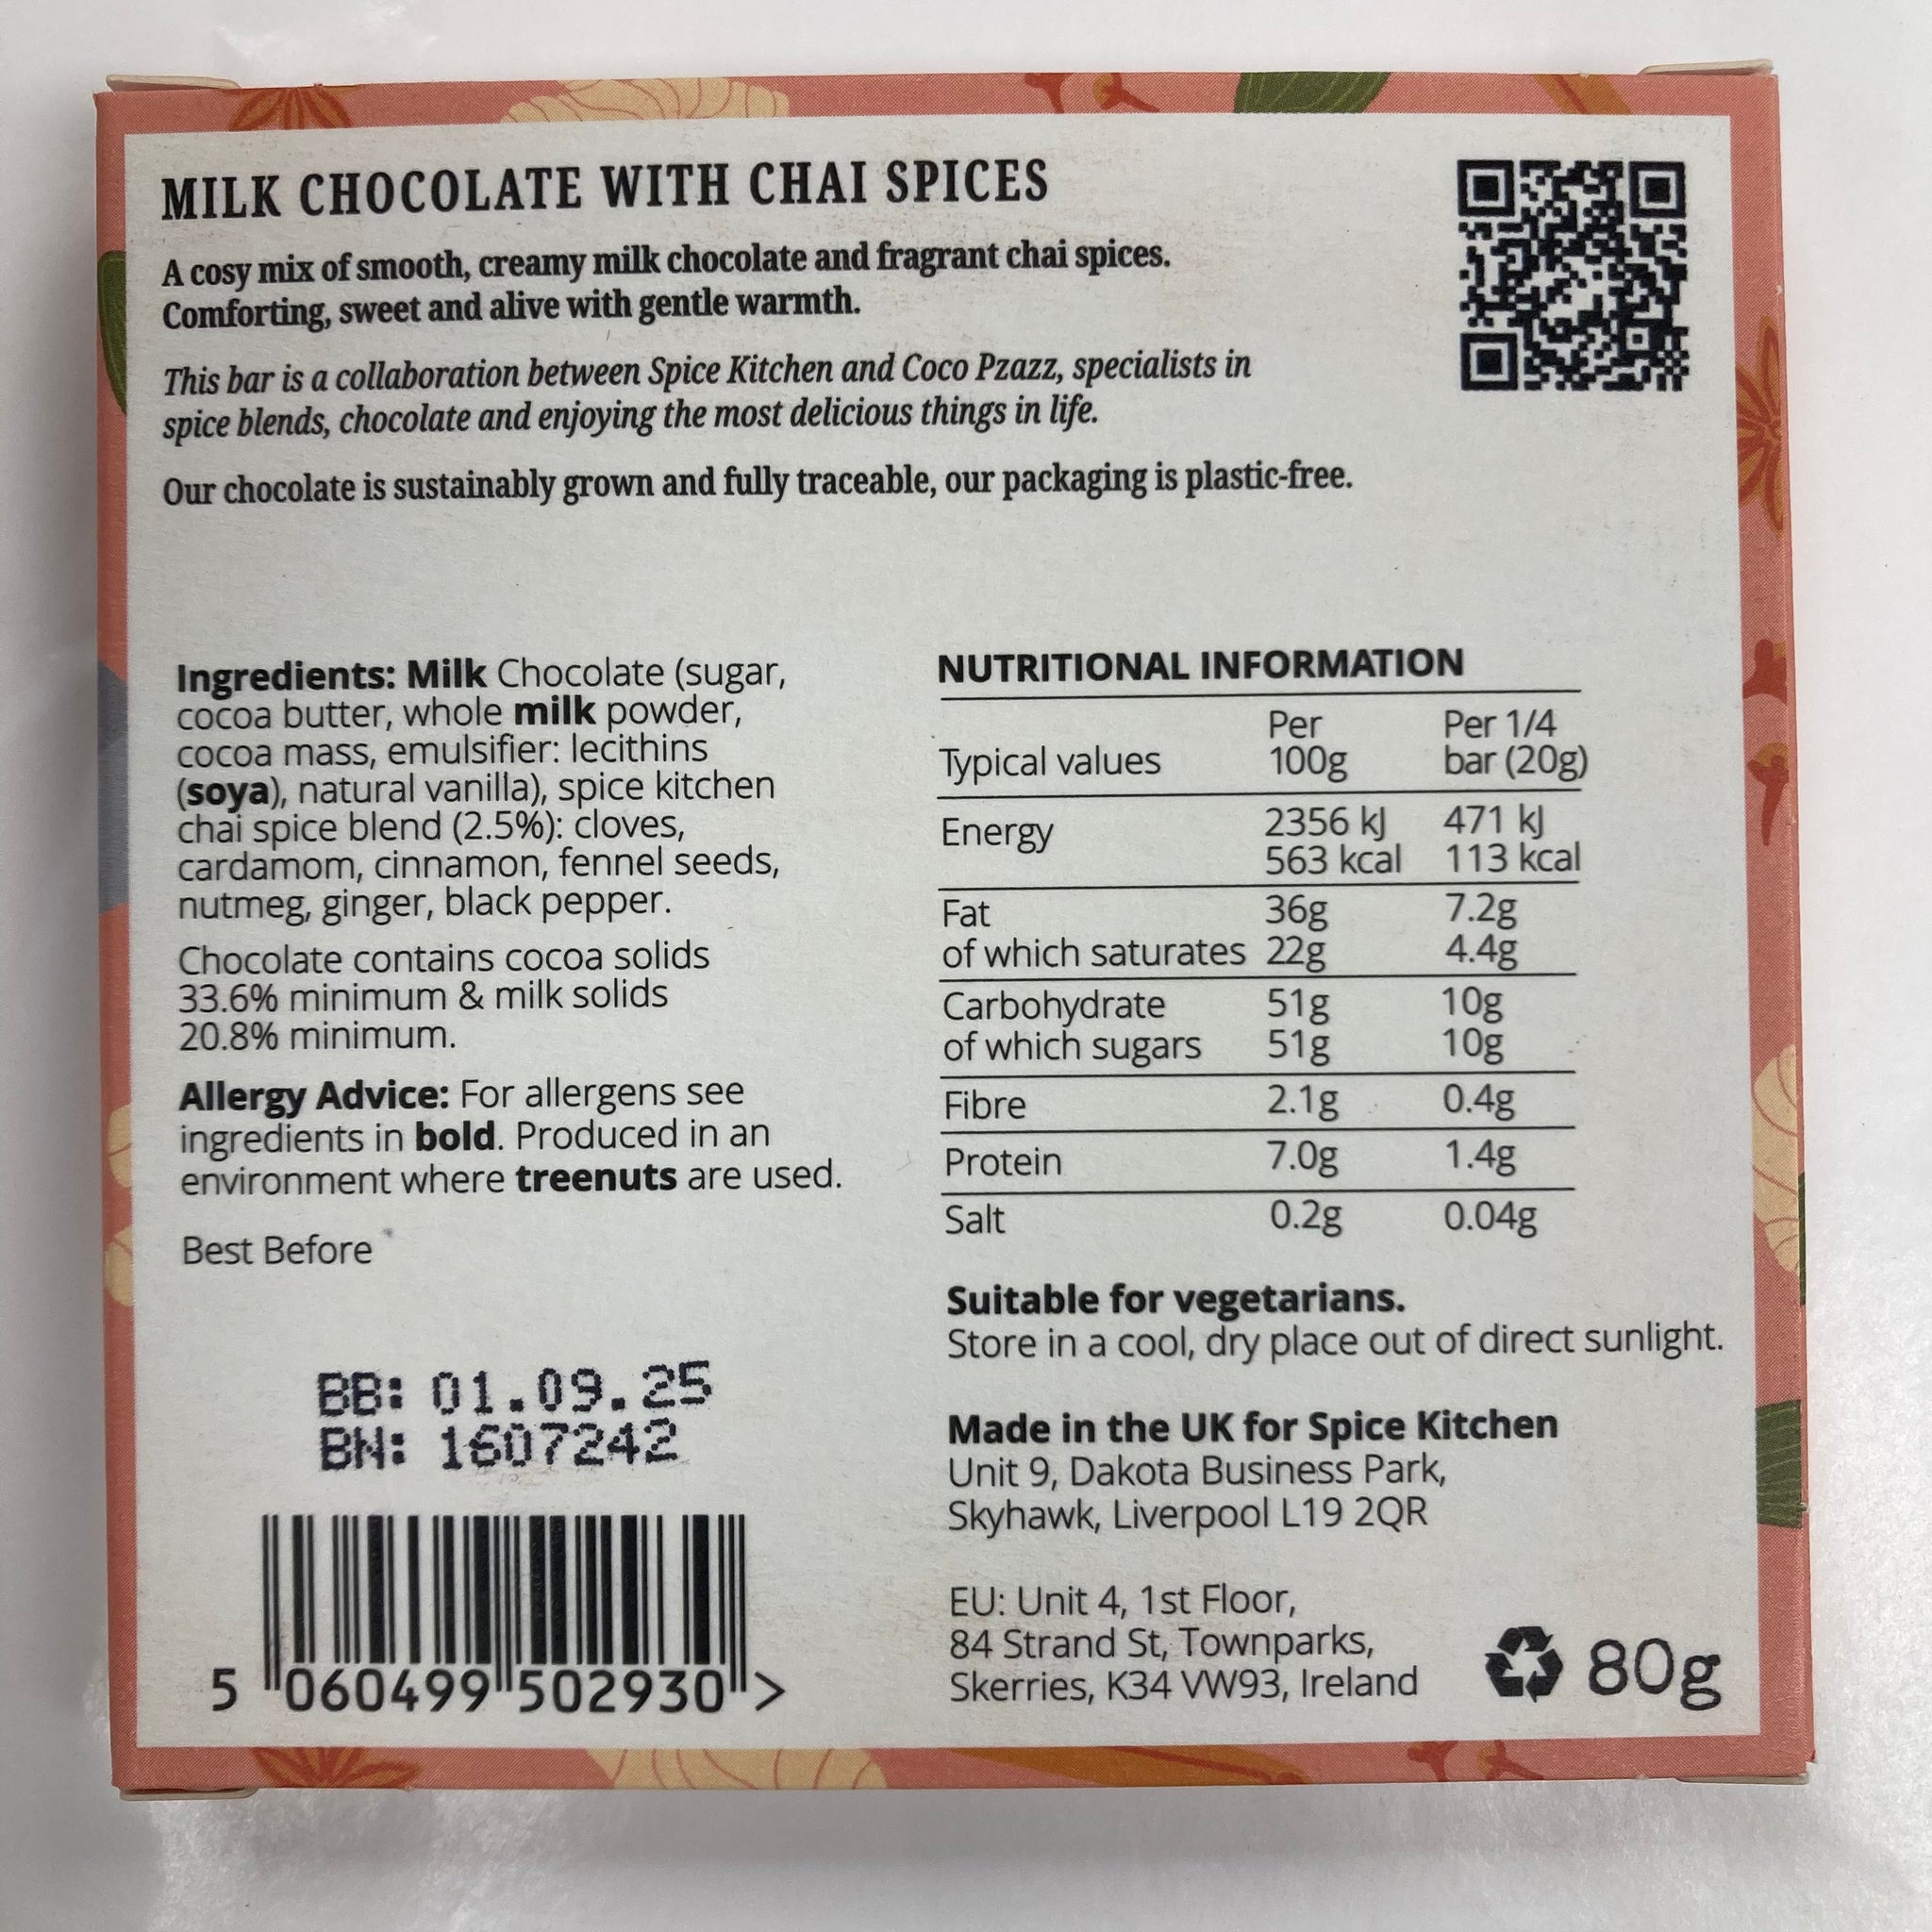 MILK CHOCOLATE WITH CHAI SPICES
A cosy mix of smooth, creamy milk chocolate and fragrant chai spices.
Comforting, sweet and alive with gentle warmth.
This bar is a collaboration between Spice Kitchen and Coco Pzazz, specialists in
spice blends, chocolate and enjoying the most delicious things in life.
Our chocolate is sustainably grown and fully traceable, our packaging is plastic-free.
Ingredients: Milk Chocolate (sugar,
cocoa butter, whole milk powder,
cocoa mass, emulsifier: lecithins
(soya), natural vanilla), spice kitchen
chai spice blend (2.5%): cloves,
cardamom, cinnamon, fennel seeds,
nutmeg, ginger, black pepper.
Chocolate contains cocoa solids
33.6% minimum & milk solids
20.8% minimum.
Allergy Advice: For allergens see
ingredients in bold. Produced in an
environment where treenuts are used.
Best Before
BB: 01.09.25
BN: 1607242
5 060499 502930 >
NUTRITIONAL INFORMATION
Per Per 1/4
Typical values 100g bar (20g)
Energy 2356 kJ 471 kJ
563 kcal 113 kcal
Fat 36g 7.2g
of which saturates 22g 4.4g
Carbohydrate 51g 10g
of which sugars 51g 10g
Fibre 2.1g 0.4g
Protein 7.0g 1.4g
Salt 0.2g 0.04g
Suitable for vegetarians.
Store in a cool, dry place out of direct sunlight.
Made in the UK for Spice Kitchen
Unit 9, Dakota Business Park,
Skyhawk, Liverpool L19 2QR
EU: Unit 4, 1st Floor,
84 Strand St, Townparks,
Skerries, K34 VW93, Ireland
80g